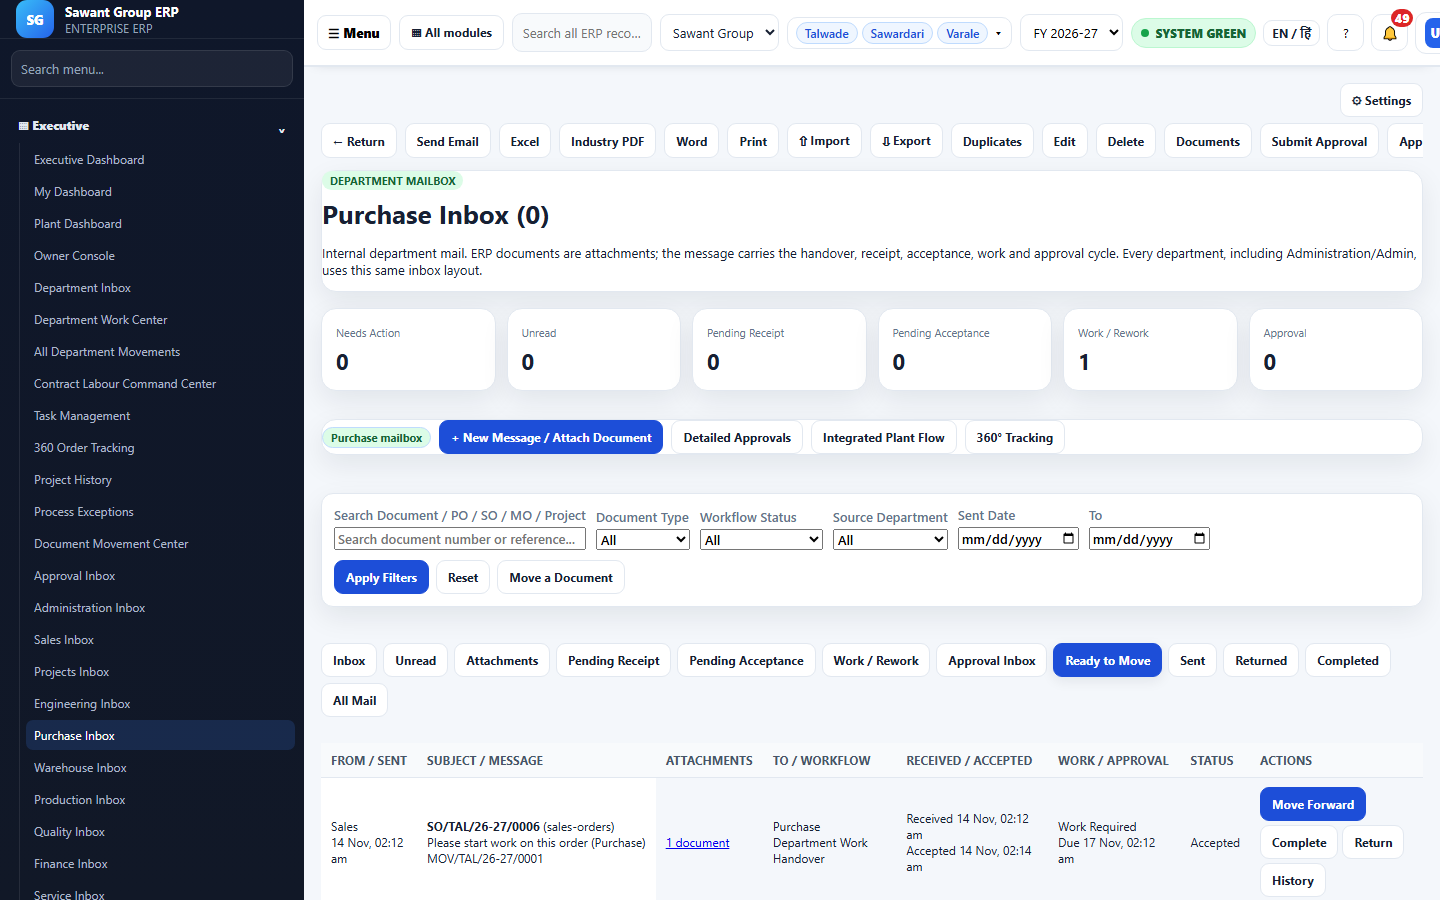 SG
Sawant Group ERP
ENTERPRISE ERP
Search menu...
Executive
Executive Dashboard
My Dashboard
Plant Dashboard
Owner Console
Department Inbox
Department Work Center
All Department Movements
Contract Labour Command Center
Task Management
360 Order Tracking
Project History
Process Exceptions
Document Movement Center
Approval Inbox
Administration Inbox
Sales Inbox
Projects Inbox
Engineering Inbox
Purchase Inbox
Warehouse Inbox
Production Inbox
Quality Inbox
Finance Inbox
Service Inbox
☰ Menu
All modules
Search all ERP reco...
Sawant Group
Talwade
Sawardari
Varale
FY 2026-27
SYSTEM GREEN
EN / हिं
?
49
U
⚙ Settings
← Return
Send Email
Excel
Industry PDF
Word
Print
⇧ Import
⇩ Export
Duplicates
Edit
Delete
Documents
Submit Approval
App
DEPARTMENT MAILBOX
Purchase Inbox (0)
Internal department mail. ERP documents are attachments; the message carries the handover, receipt, acceptance, work and approval cycle. Every department, including Administration/Admin,
uses this same inbox layout.
Needs Action
0
Unread
0
Pending Receipt
0
Pending Acceptance
0
Work / Rework
1
Approval
0
Purchase mailbox
+ New Message / Attach Document
Detailed Approvals
Integrated Plant Flow
360° Tracking
Search Document / PO / SO / MO / Project
Search document number or reference...
Document Type
All
Workflow Status
All
Source Department
All
Sent Date
mm/dd/yyyy
To
mm/dd/yyyy
Apply Filters
Reset
Move a Document
Inbox
Unread
Attachments
Pending Receipt
Pending Acceptance
Work / Rework
Approval Inbox
Ready to Move
Sent
Returned
Completed
All Mail
FROM / SENT
SUBJECT / MESSAGE
ATTACHMENTS
TO / WORKFLOW
RECEIVED / ACCEPTED
WORK / APPROVAL
STATUS
ACTIONS
Sales
14 Nov, 02:12
am
SO/TAL/26-27/0006 (sales-orders)
Please start work on this order (Purchase)
MOV/TAL/26-27/0001
1 document
Purchase
Department Work
Handover
Received 14 Nov, 02:12
am
Accepted 14 Nov, 02:14
am
Work Required
Due 17 Nov, 02:12
am
Accepted
Move Forward
Complete
Return
History